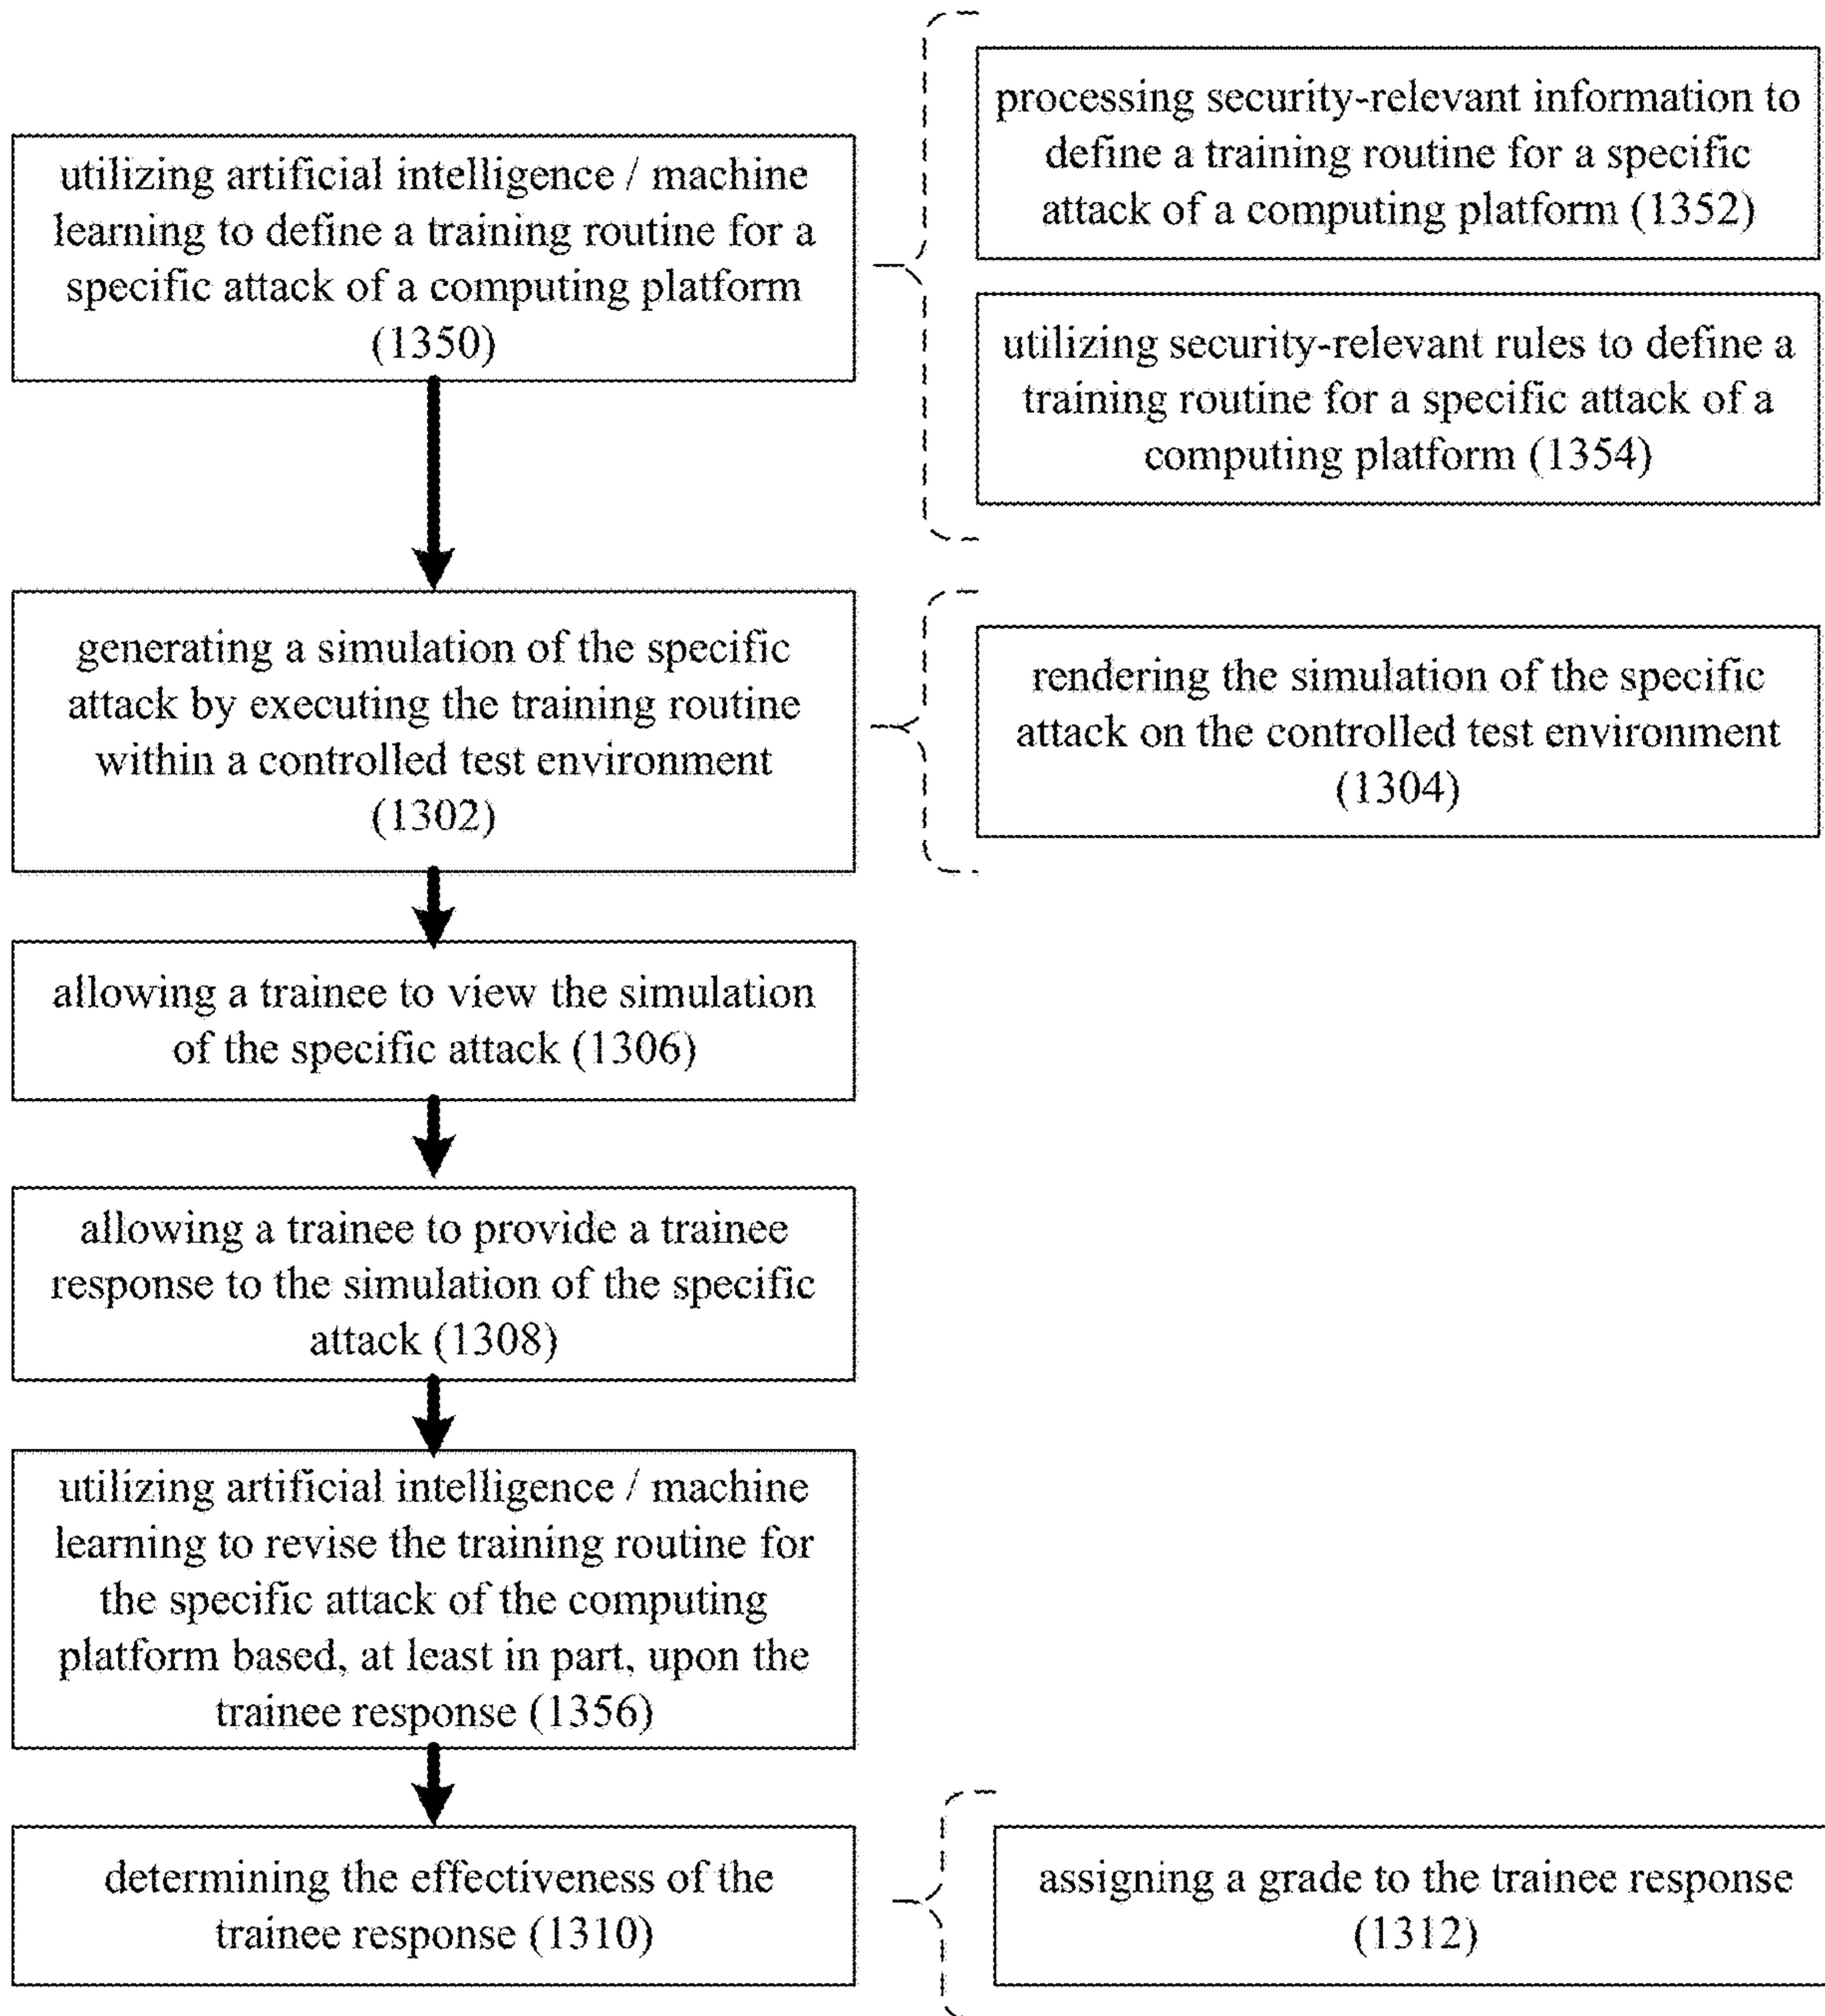 utilizing artificial intelligence / machine
learning to define a training routine for a
specific attack of a computing platform
(1350)
processing security-relevant information to
define a training routine for a specific
attack of a computing platform (1352)
utilizing security-relevant rules to define a
training routine for a specific attack of a
computing platform (1354)
generating a simulation of the specific
attack by executing the training routine
within a controlled test environment
(1302)
rendering the simulation of the specific
attack on the controlled test environment
(1304)
allowing a trainee to view the simulation
of the specific attack (1306)
allowing a trainee to provide a trainee
response to the simulation of the specific
attack (1308)
utilizing artificial intelligence / machine
learning to revise the training routine for
the specific attack of the computing
platform based, at least in part, upon the
trainee response (1356)
determining the effectiveness of the
trainee response (1310)
assigning a grade to the trainee response
(1312)